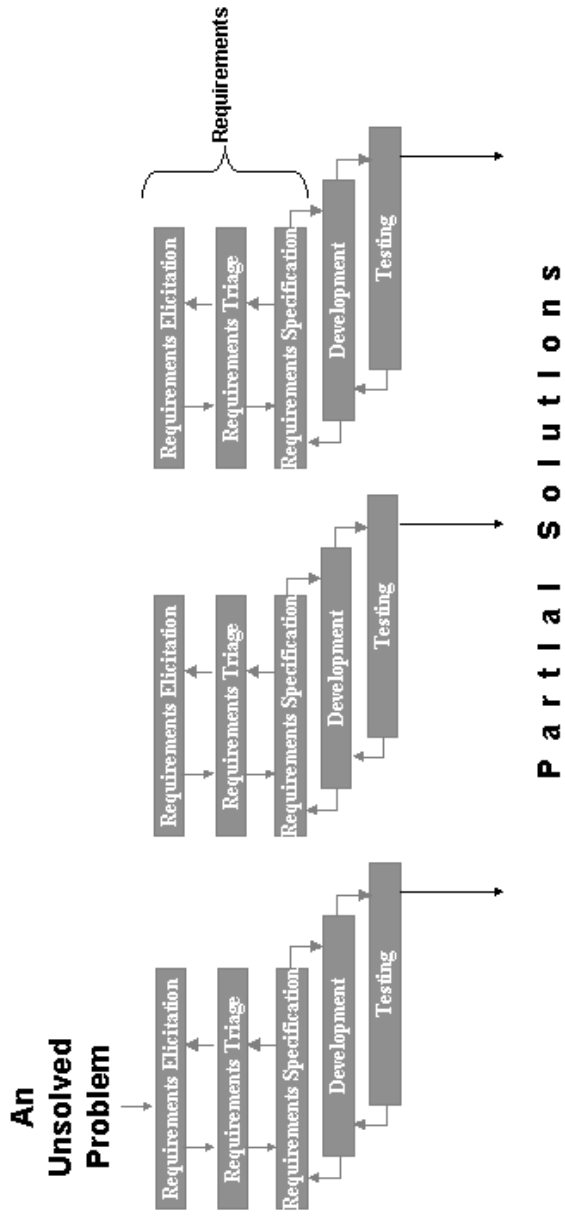 An
Unsolved
Problem
Requirements Elicitation
Requirements Triage
Requirements Specification
Development
Testing
Requirements Elicitation
Requirements Triage
Requirements Specification
Development
Testing
Requirements Elicitation
Requirements Triage
Requirements Specification
Development
Testing
Requirements
Partial Solutions